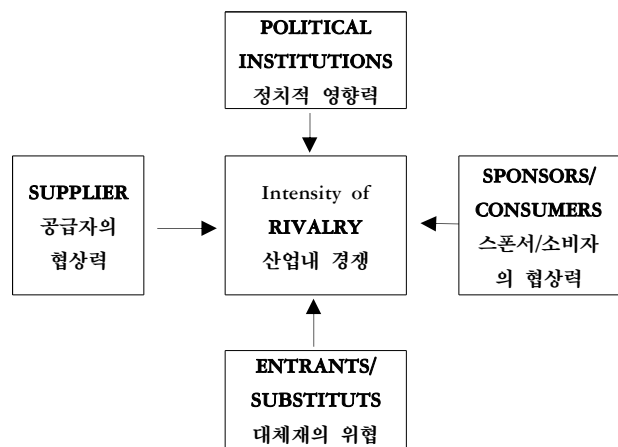 POLITICAL
INSTITUTIONS
정치적 영향력
SUPPLIER
공급자의
협상력
Intensity of
RIVALRY
산업내 경쟁
SPONSORS/
CONSUMERS
스폰서/소비자
의 협상력
ENTRANTS/
SUBSTITUTS
대체재의 위협